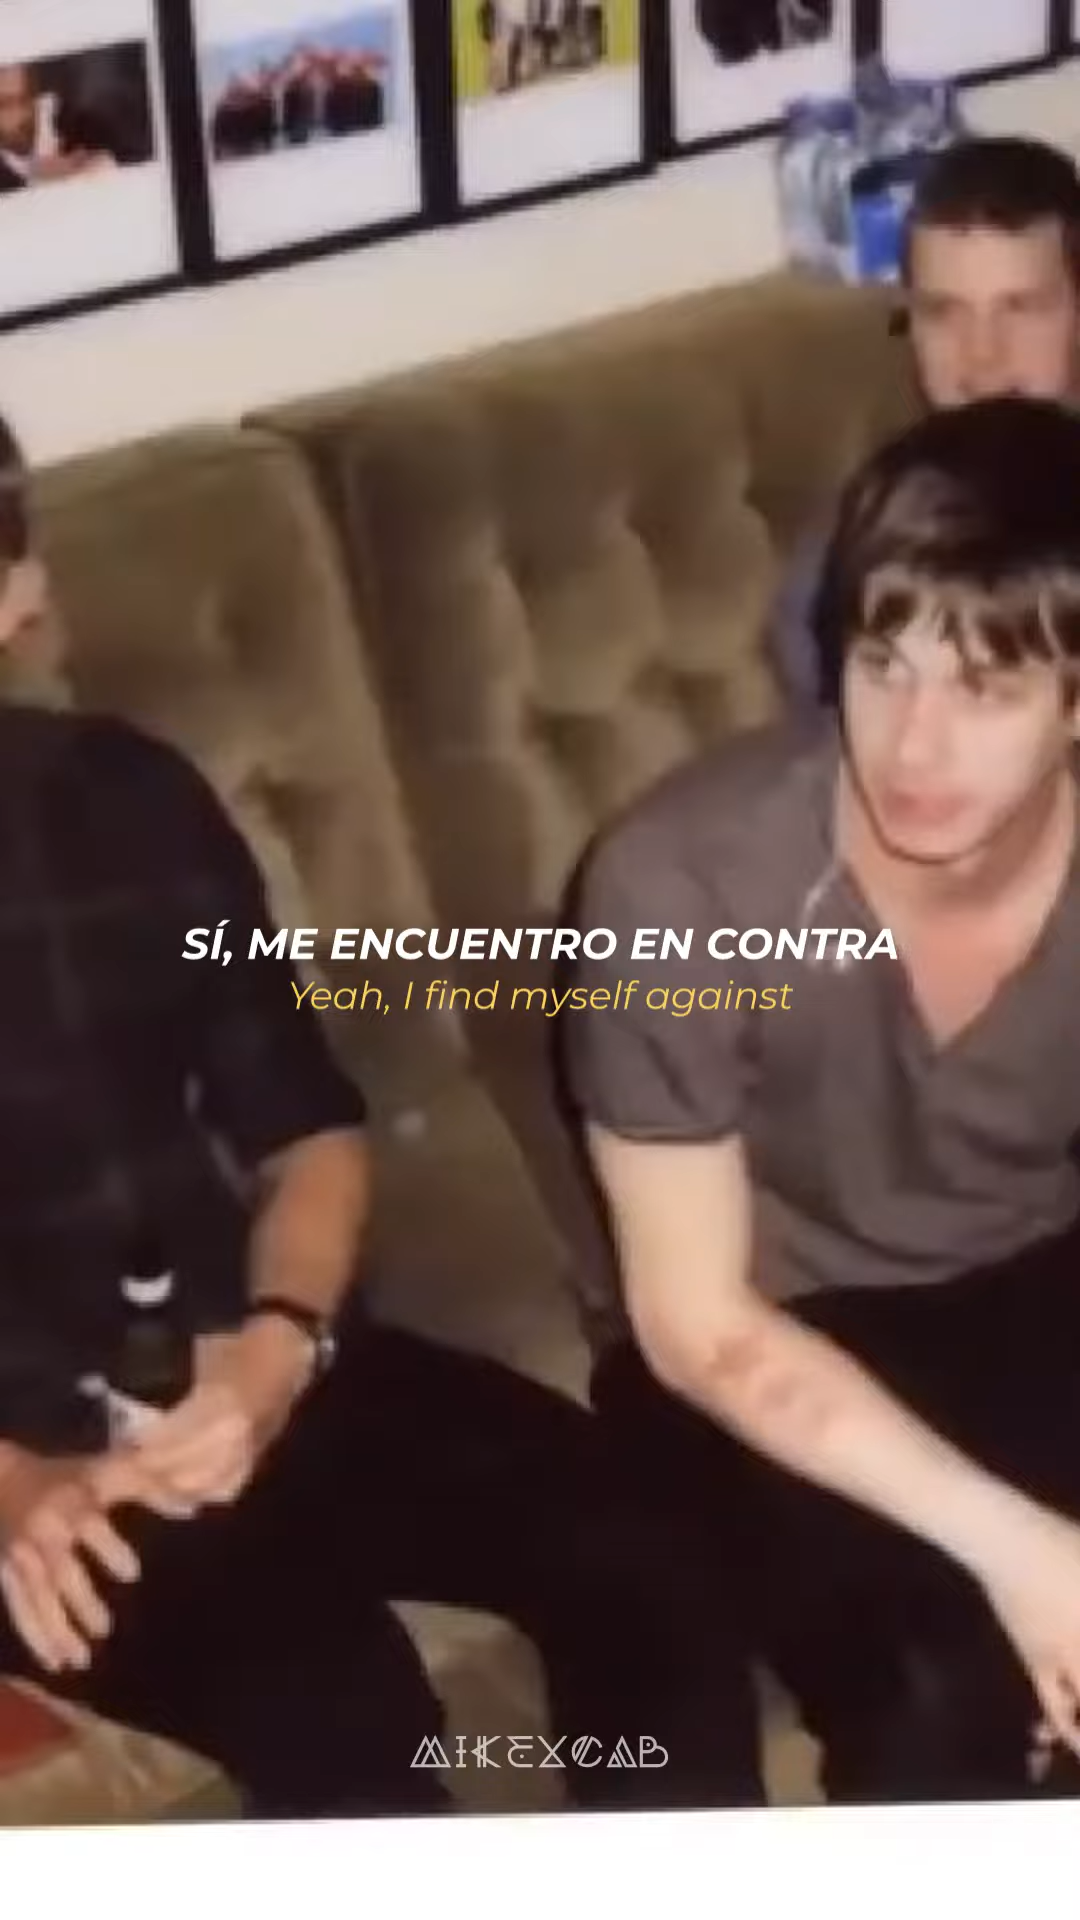 SÍ, ME ENCUENTRO EN CONTRA
Yeah, I find myself against
MIKEXCAB